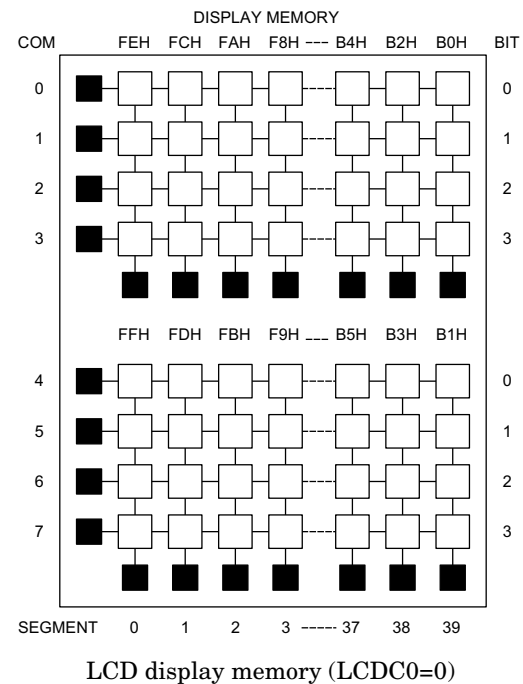 DISPLAY MEMORY
COM FEH FCH FAH F8H --- B4H B2H B0H BIT
0 0
1 1
2 2
3 3
FFH FDH FBH F9H --- B5H B3H B1H
4 0
5 1
6 2
7 3
SEGMENT 0 1 2 3 ----- 37 38 39
LCD display memory (LCDC0=0)